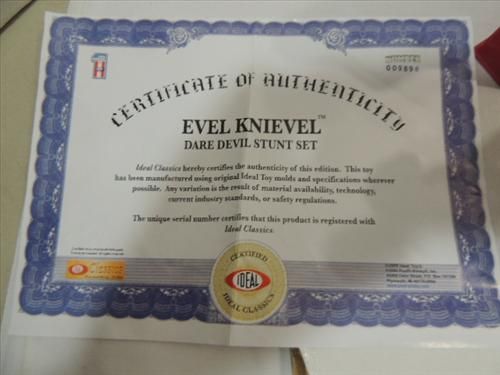 NUMBER
CERTIFICATE OF AUTHENTICITY
EVEL KNIEVEL™
DARE DEVIL STUNT SET
Ideal Classics hereby certifies the authenticity of this edition. This toy
has been manufactured using original Ideal Toy molds and specifications wherever
possible. Any variation is the result of material availability, technology,
current industry standards, or safety regulations.
The unique serial number certifies that this product is registered with
Ideal Classics.
Classics
CERTIFIED
IDEAL
IDEAL CLASSICS